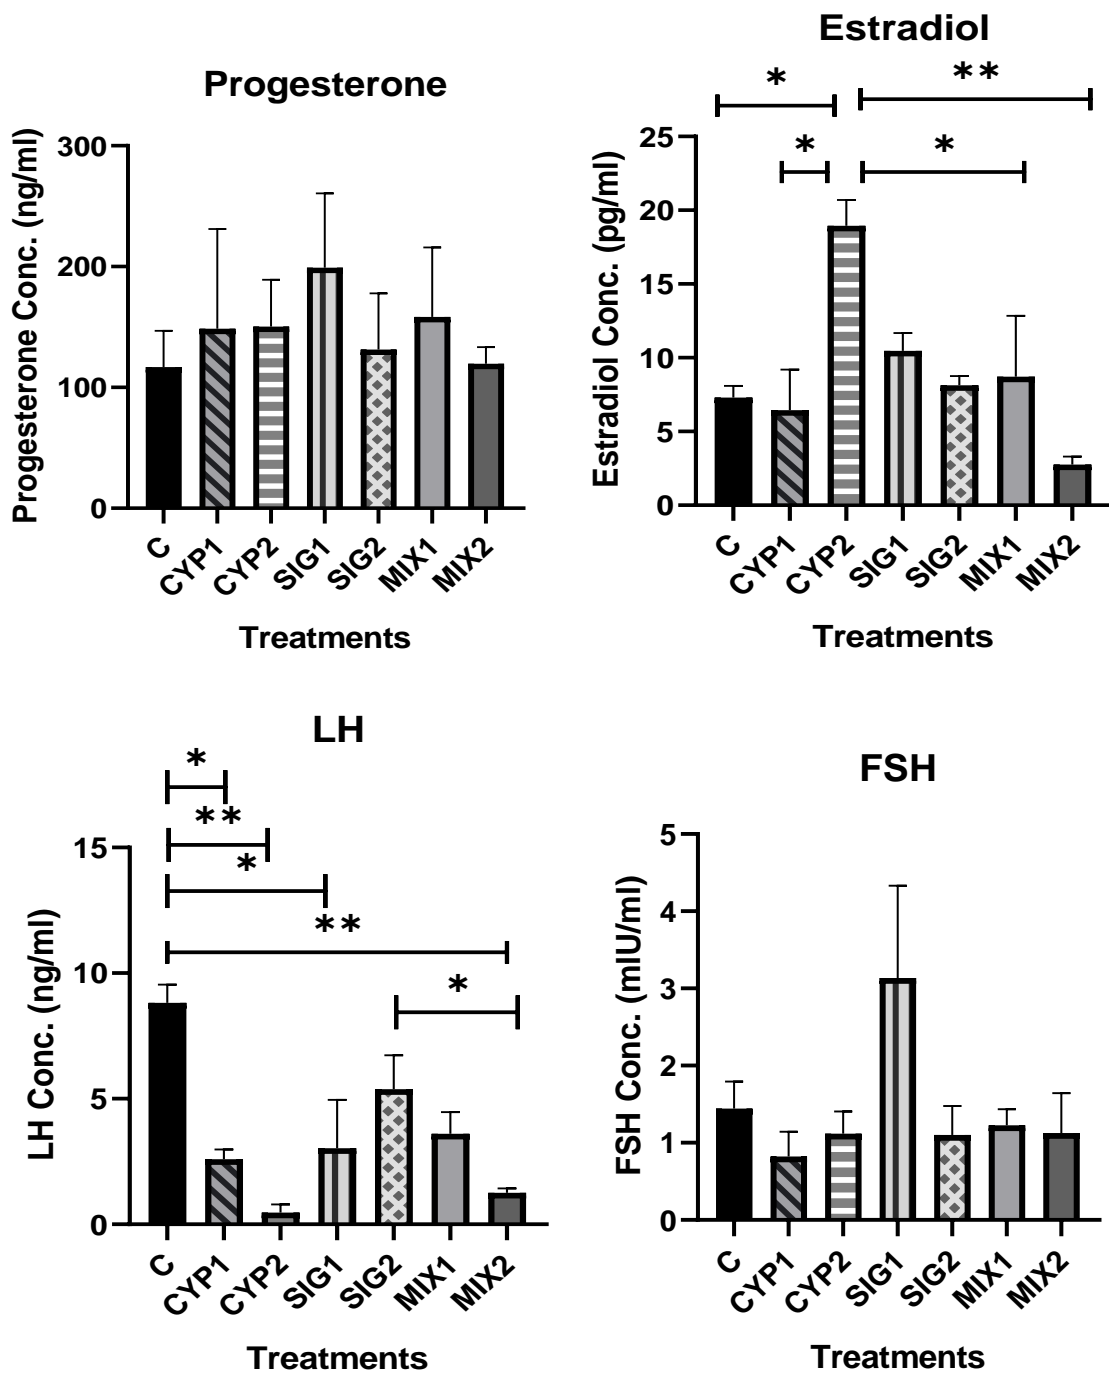 Progesterone
Progesterone Conc. (ng/ml)
300
200
100
0
C
CYP1
CYP2
SIG1
SIG2
MIX1
MIX2
Treatments
Estradiol
*
**
*
*
Estradiol Conc. (pg/ml)
25
20
15
10
5
0
C
CYP1
CYP2
SIG1
SIG2
MIX1
MIX2
Treatments
LH
*
**
*
**
*
LH Conc. (ng/ml)
15
10
5
0
C
CYP1
CYP2
SIG1
SIG2
MIX1
MIX2
Treatments
FSH
FSH Conc. (mIU/ml)
5
4
3
2
1
0
C
CYP1
CYP2
SIG1
SIG2
MIX1
MIX2
Treatments